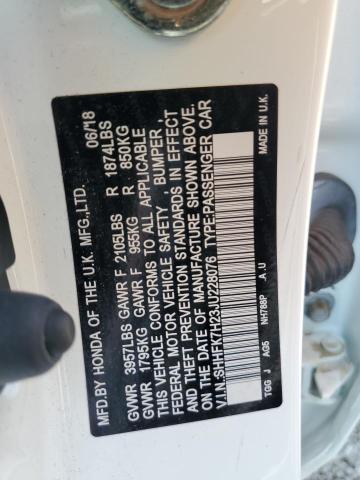 MFD.BY HONDA OF THE U.K. MFG.,LTD. 06/18
GVWR 3957LBS GAWR F 2105LBS R 1874LBS
GVWR 1795KG GAWR F 955KG R 850KG
THIS VEHICLE CONFORMS TO ALL APPLICABLE
FEDERAL MOTOR VEHICLE SAFETY, BUMPER,
AND THEFT PREVENTION STANDARDS IN EFFECT
ON THE DATE OF MANUFACTURE SHOWN ABOVE.
V.I.N.:SHHFK7H23JU229076 TYPE:PASSENGER CAR
TGG J AG5 NH788P .A.U MADE IN U.K.